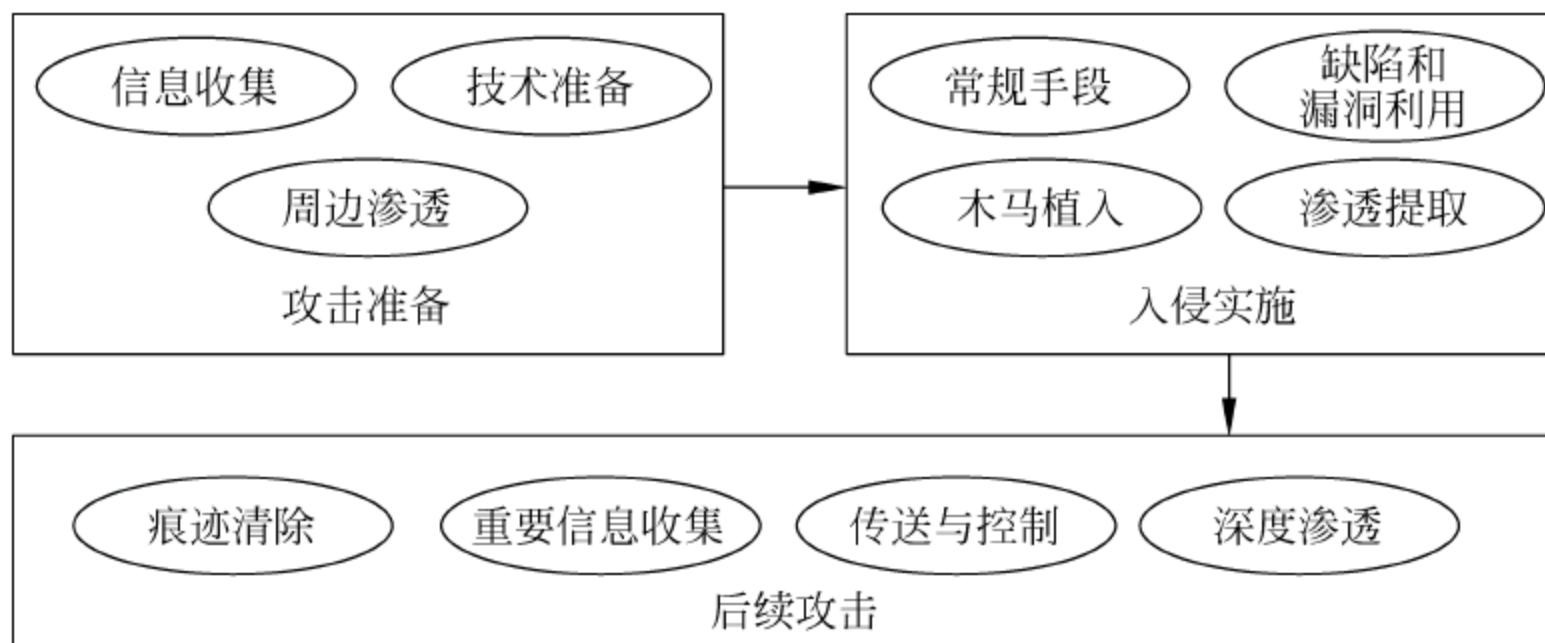 信息收集
技术准备
周边渗透
攻击准备
常规手段
缺陷和
漏洞利用
木马植入
渗透提取
入侵实施
痕迹清除
重要信息收集
传送与控制
深度渗透
后续攻击